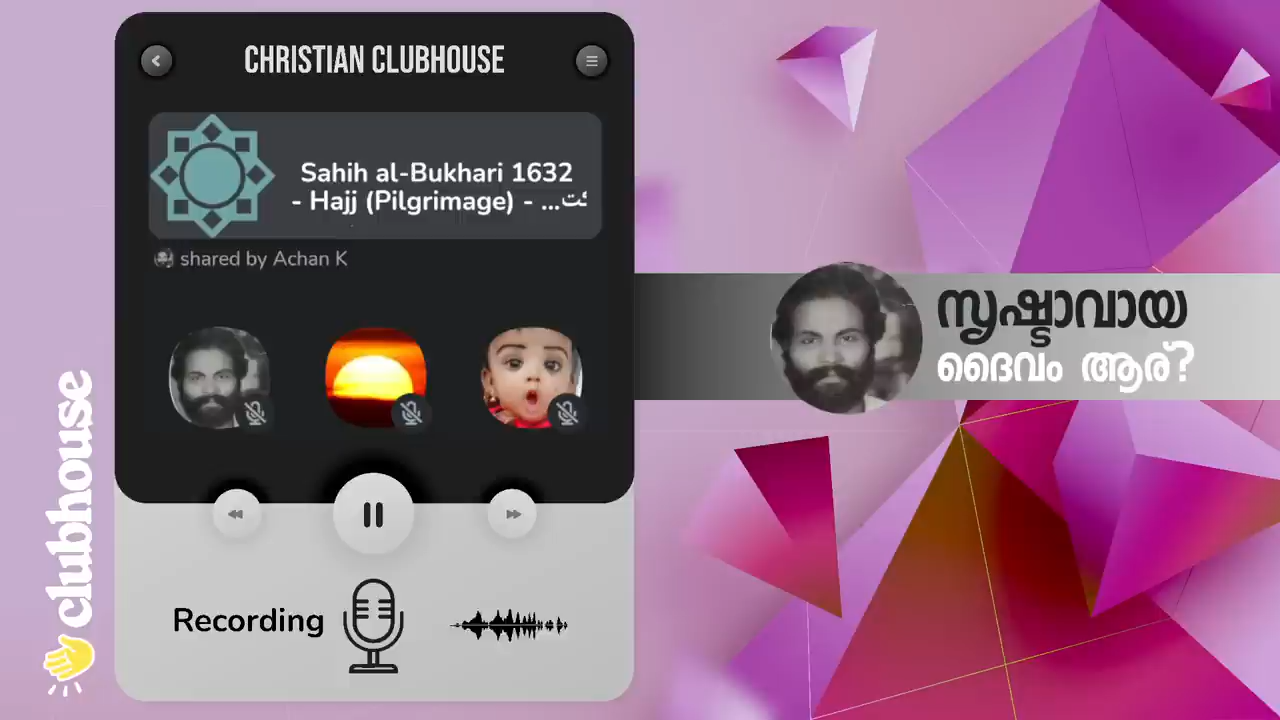 CHRISTIAN CLUBHOUSE
Sahih al-Bukhari 1632
- Hajj (Pilgrimage) - ...
shared by Achan K
Recording
clubhouse
സൃഷ്ടാവായ
ദൈവം ആര്?